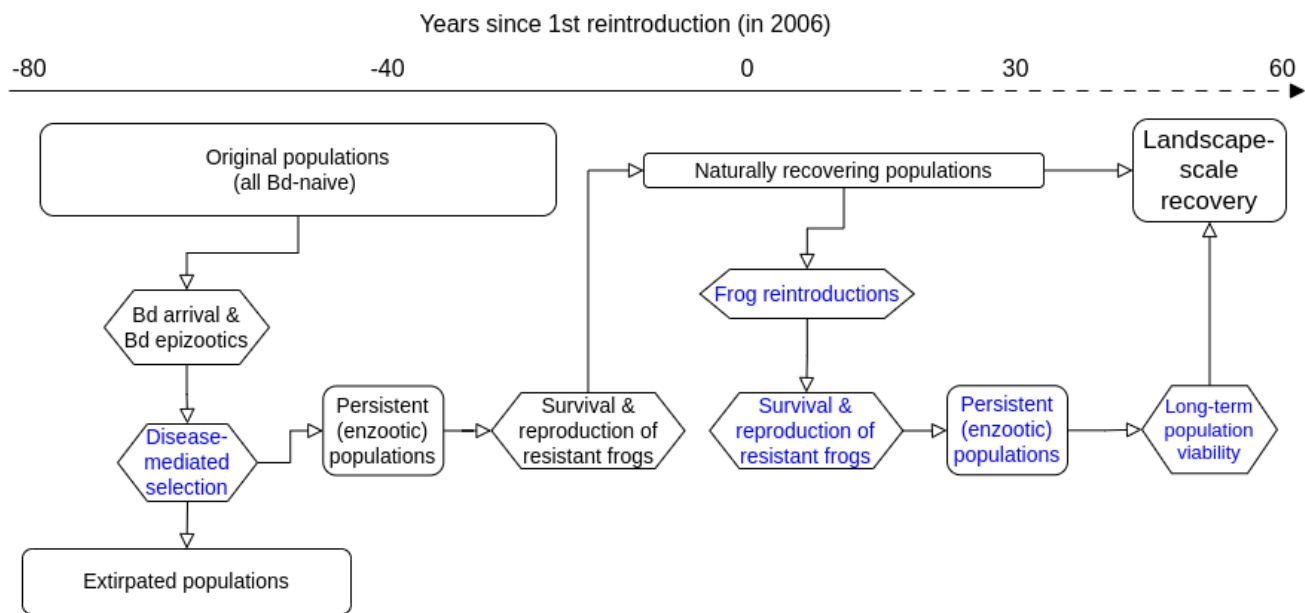 Years since 1st reintroduction (in 2006)
-80
-40
0
30
60
Original populations
(all Bd-naive)
Naturally recovering populations
Landscape-
scale
recovery
Bd arrival &
Bd epizootics
Frog reintroductions
Disease-
mediated
selection
Persistent
(enzootic)
populations
Survival &
reproduction of
resistant frogs
Survival &
reproduction of
resistant frogs
Persistent
(enzootic)
populations
Long-term
population
viability
Extirpated populations